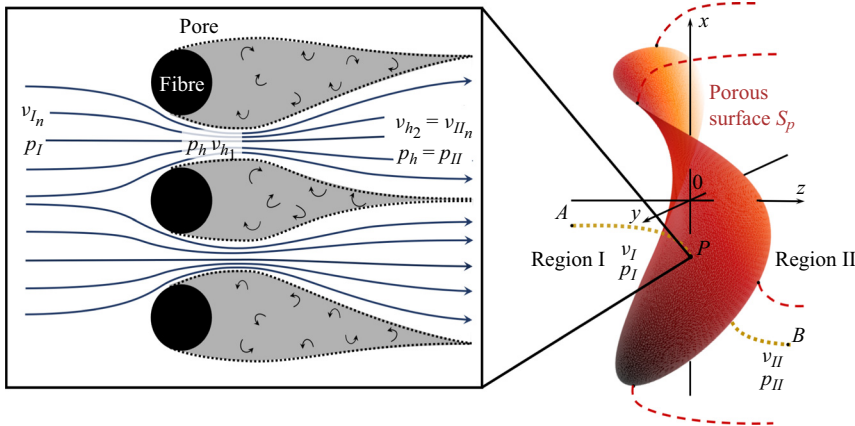 Pore
Fibre
v_{I_n}
p_I
p_h v_{h_1}
v_{h_2} = v_{II_n}
p_h = p_{II}
x
Porous
surface S_p
0
z
y
A
P
Region I
v_I
p_I
Region II
B
v_{II}
p_{II}